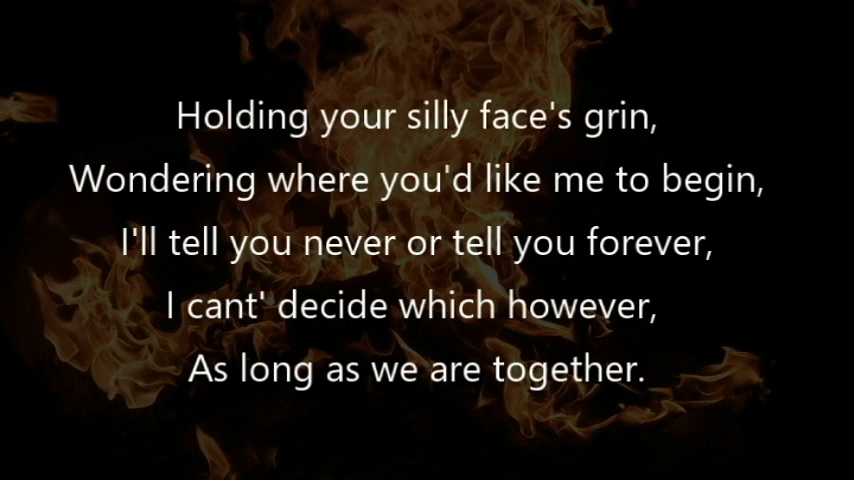 Holding your silly face's grin,
Wondering where you'd like me to begin,
I'll tell you never or tell you forever,
I cant' decide which however,
As long as we are together.